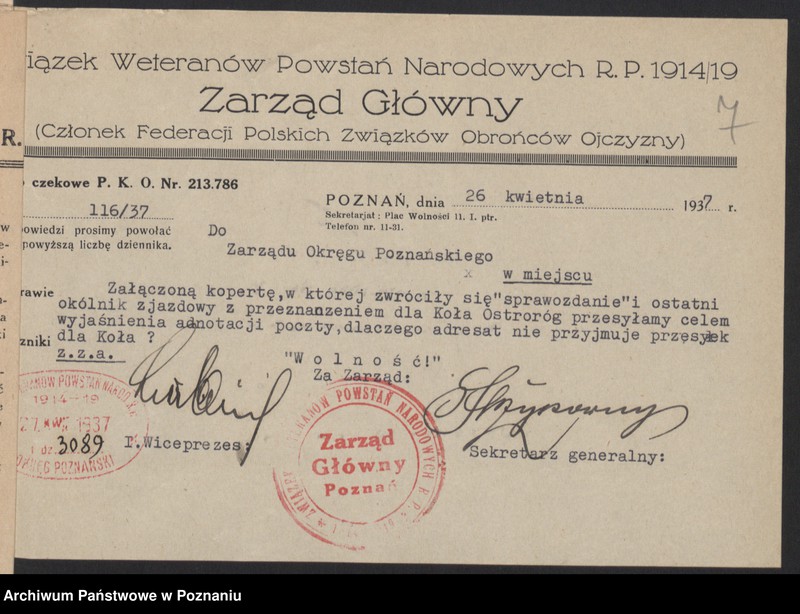 iązek Weteranów Powstań Narodowych R. P. 1914/19
Zarząd Główny
R. (Członek Federacji Polskich Związków Obrońców Ojczyzny)
7
czekowe P. K. O. Nr. 213.786
116/37
powiedzi prosimy powołać
powyższą liczbę dziennika.
POZNAŃ, dnia 26 kwietnia 1937 r.
Sekretarjat: Plac Wolności 11. I. ptr.
Telefon nr. 11-31.
Do
Zarządu Okręgu Poznańskiego
x w miejscu
rawie
Załączoną kopertę,w której zwróciły się"sprawozdanie"i ostatni
okólnik zjazdowy z przeznanzeniem dla Koła Ostroróg przesyłamy celem
wyjaśnienia adnotacji poczty,dlaczego adresat nie przyjmuje przesyłek
zniki dla Koła ?
z.z.a.
"W o l n o ś ć!"
Za Zarząd:
1914-19
27. KWI. 1937
3089
OKRĘG POZNAŃSKI
I.Wiceprezes:
Zarząd
Główny
Poznań
Sekretarz generalny:
Archiwum Państwowe w Poznaniu